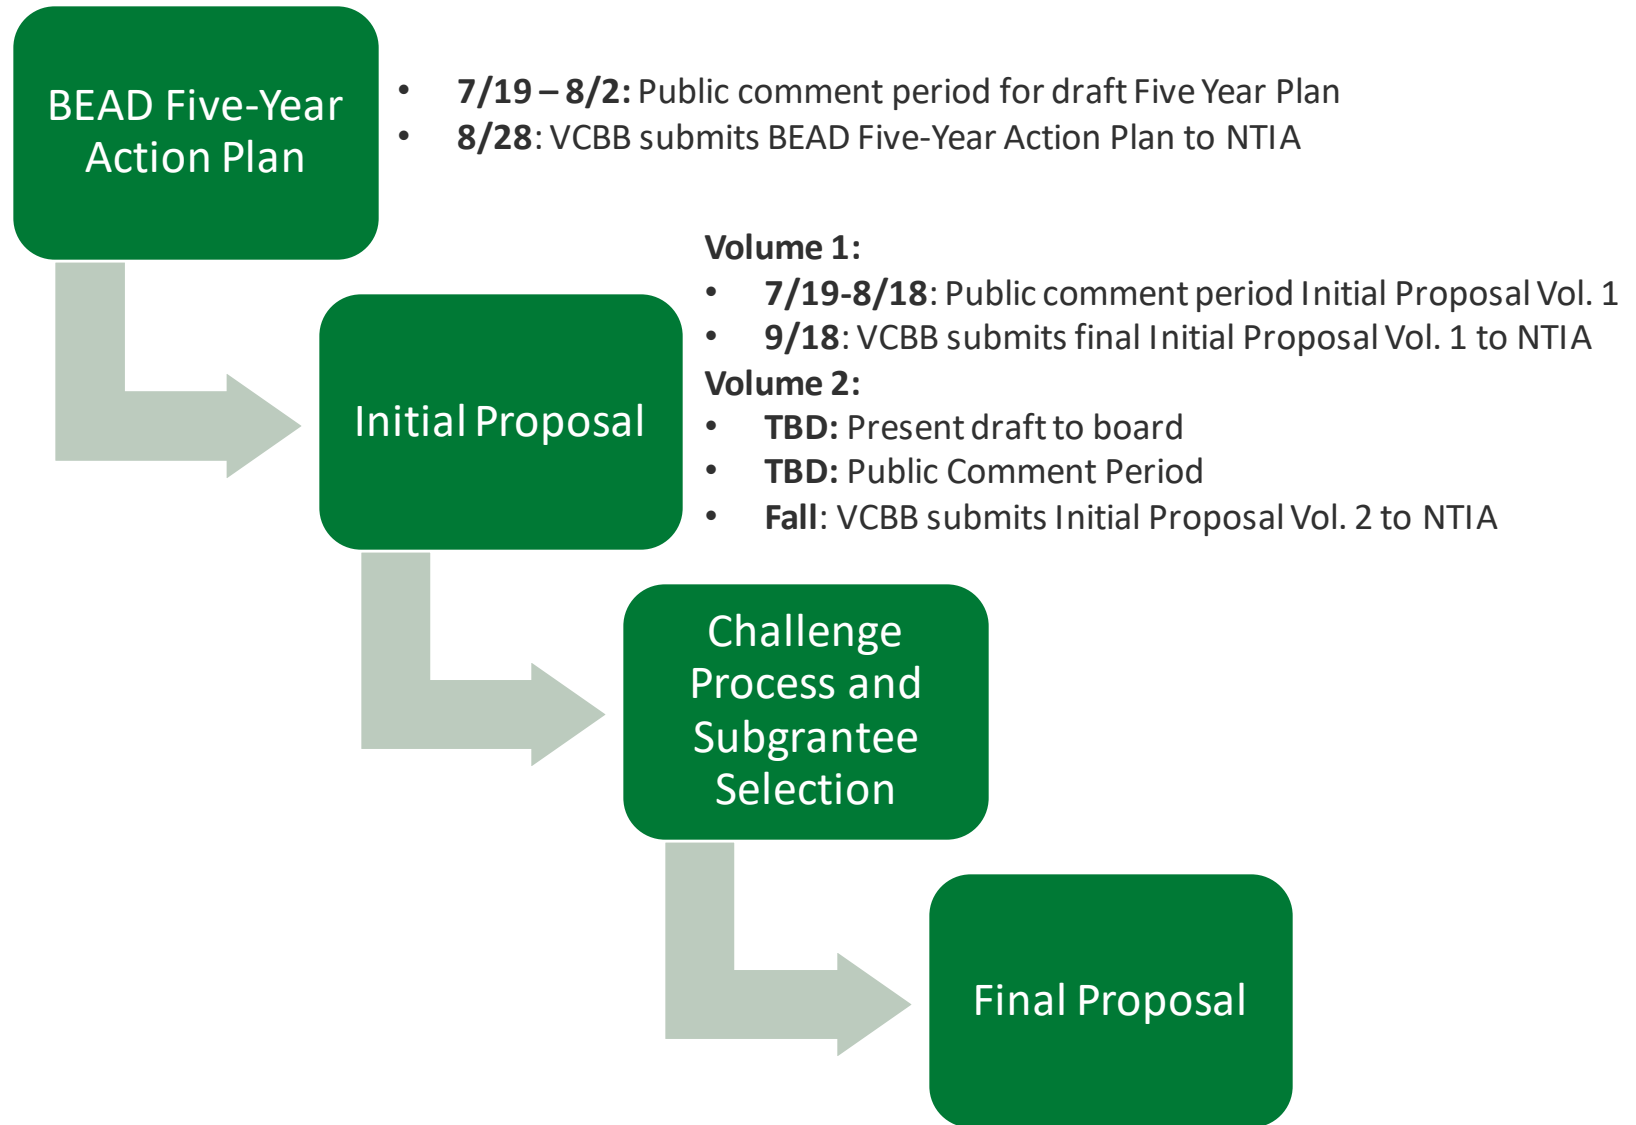 BEAD Five-Year
Action Plan
• 7/19 – 8/2: Public comment period for draft Five Year Plan
• 8/28: VCBB submits BEAD Five-Year Action Plan to NTIA
Initial Proposal
Volume 1:
• 7/19-8/18: Public comment period Initial Proposal Vol. 1
• 9/18: VCBB submits final Initial Proposal Vol. 1 to NTIA
Volume 2:
• TBD: Present draft to board
• TBD: Public Comment Period
• Fall: VCBB submits Initial Proposal Vol. 2 to NTIA
Challenge
Process and
Subgrantee
Selection
Final Proposal